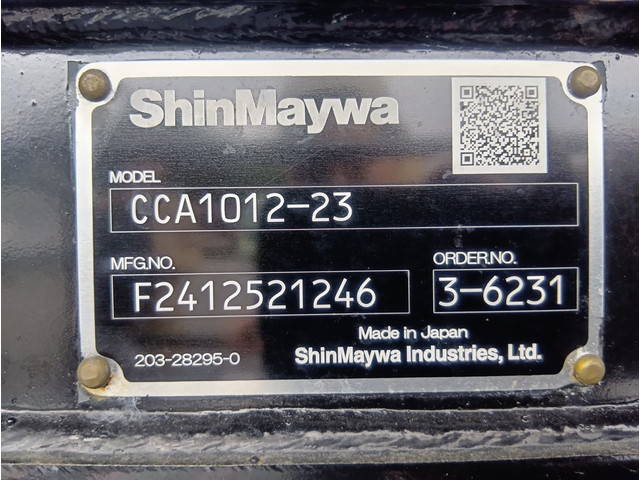 ShinMaywa
MODEL
CCA1012-23
MFG.NO. ORDER.NO.
F2412521246 3-6231
Made in Japan
203-28295-0 ShinMaywa Industries, Ltd.